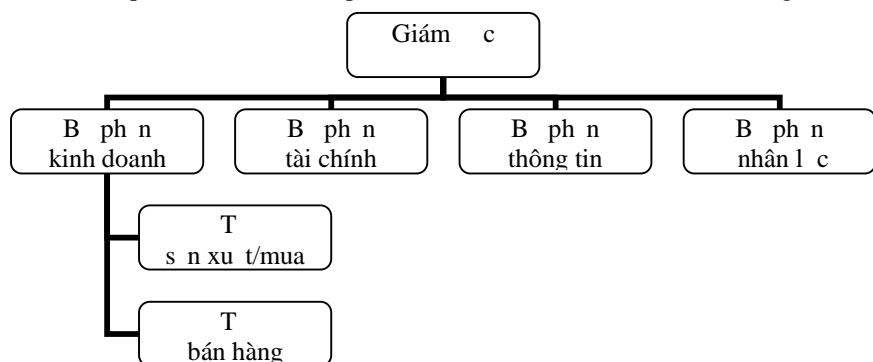 Giám c
B ph n
kinh doanh
B ph n
tài chính
B ph n
thông tin
B ph n
nhân l c
T
s n xu t/mua
T
bán hàng